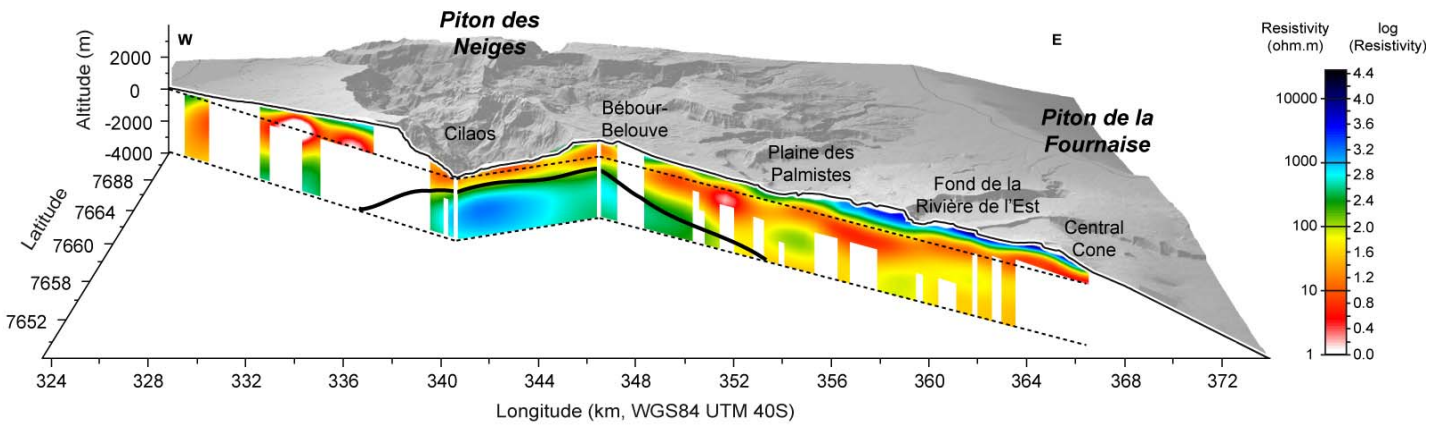 Piton des
Neiges
W
E
Resistivity
(ohm.m)
log
(Resistivity)
Altitude (m)
2000
0
-2000
-4000
Cilaos
Bébour-
Belouve
Plaine des
Palmistes
Piton de la
Fournaise
Fond de la
Rivière de l'Est
Central
Cone
10000
1000
100
10
1
4.4
4.0
3.6
3.2
2.8
2.4
2.0
1.6
1.2
0.8
0.4
0.0
Latitude
7688
7664
7660
7658
7652
324
328
332
336
340
344
348
352
356
360
364
368
372
Longitude (km, WGS84 UTM 40S)